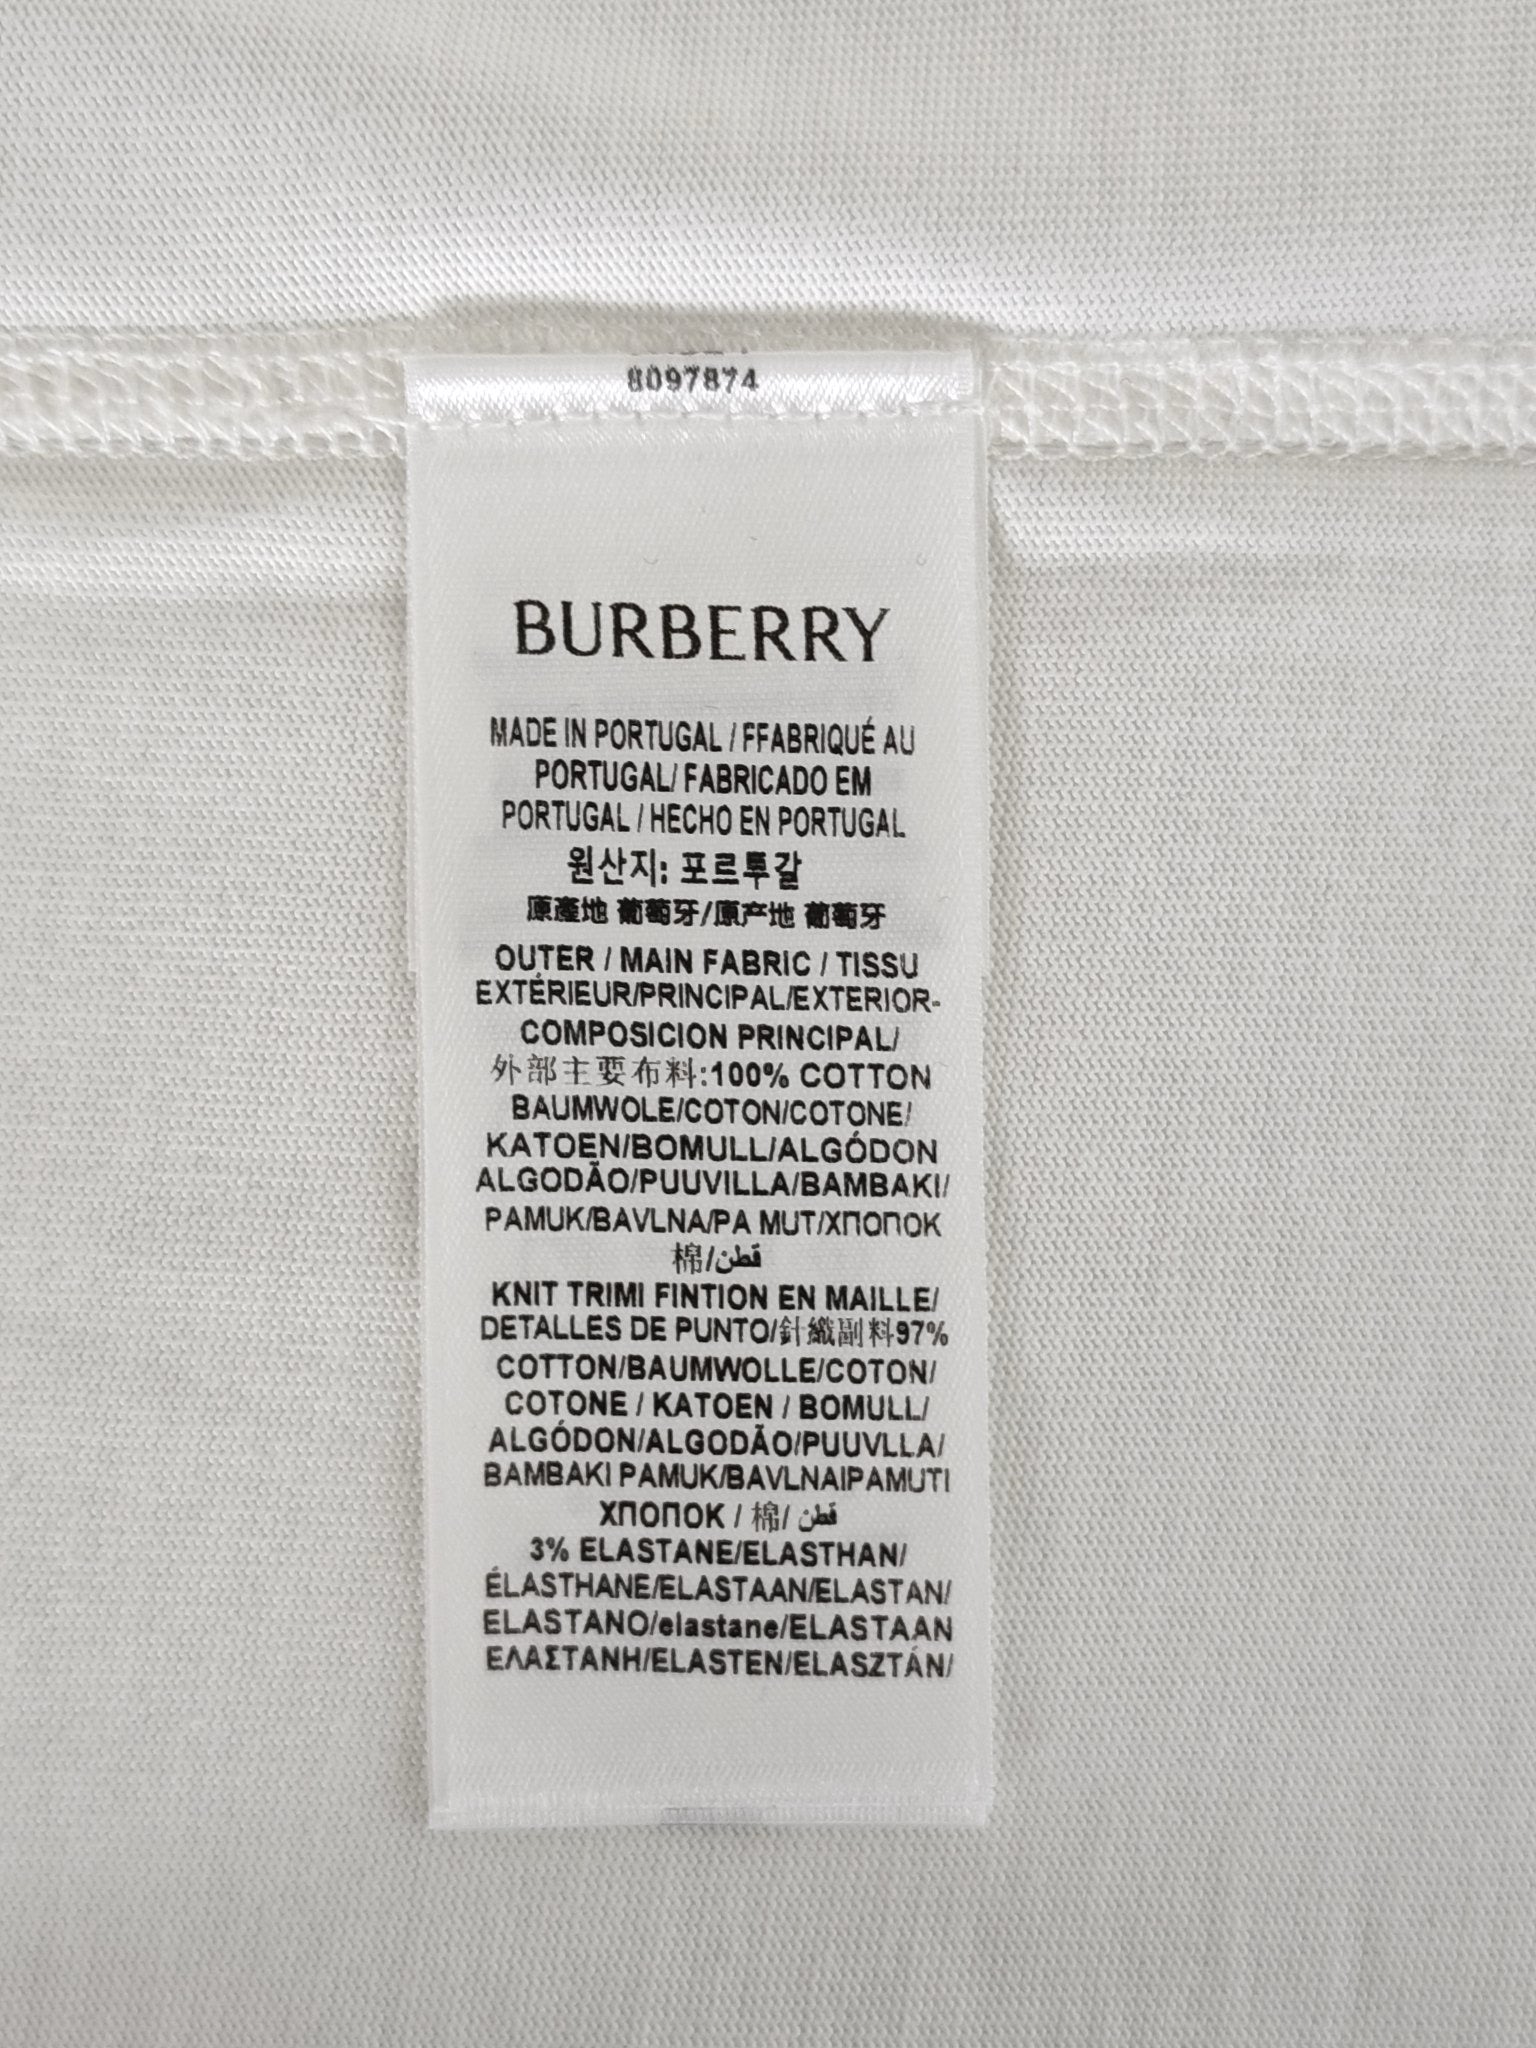 8097874
BURBERRY
MADE IN PORTUGAL / FFABRIQUÉ AU
PORTUGAL/ FABRICADO EM
PORTUGAL / HECHO EN PORTUGAL
원산지: 포르투갈
原產地 葡萄牙/原产地 葡萄牙
OUTER / MAIN FABRIC / TISSU
EXTÉRIEUR/PRINCIPAL/EXTERIOR-
COMPOSICION PRINCIPAL/
外部主要布料:100% COTTON
BAUMWOLE/COTON/COTONE/
KATOEN/BOMULL/ALGÓDON
ALGODÃO/PUUVILLA/BAMBAKI/
PAMUK/BAVLNA/PA MUT/ХПОПОК
棉/قطن
KNIT TRIMI FINTION EN MAILLE/
DETALLES DE PUNTO/針織副料97%
COTTON/BAUMWOLLE/COTON/
COTONE / KATOEN / BOMULL/
ALGÓDON/ALGODÃO/PUUVLLA/
BAMBAKI PAMUK/BAVLNAIPAMUTI
ХПОПОК / 棉/ قطن
3% ELASTANE/ELASTHAN/
ÉLASTHANE/ELASTAAN/ELASTAN/
ELASTANO/elastane/ELASTAAN
ΕΛΑΣΤΑΝΗ/ELASTEN/ELASZTÁN/